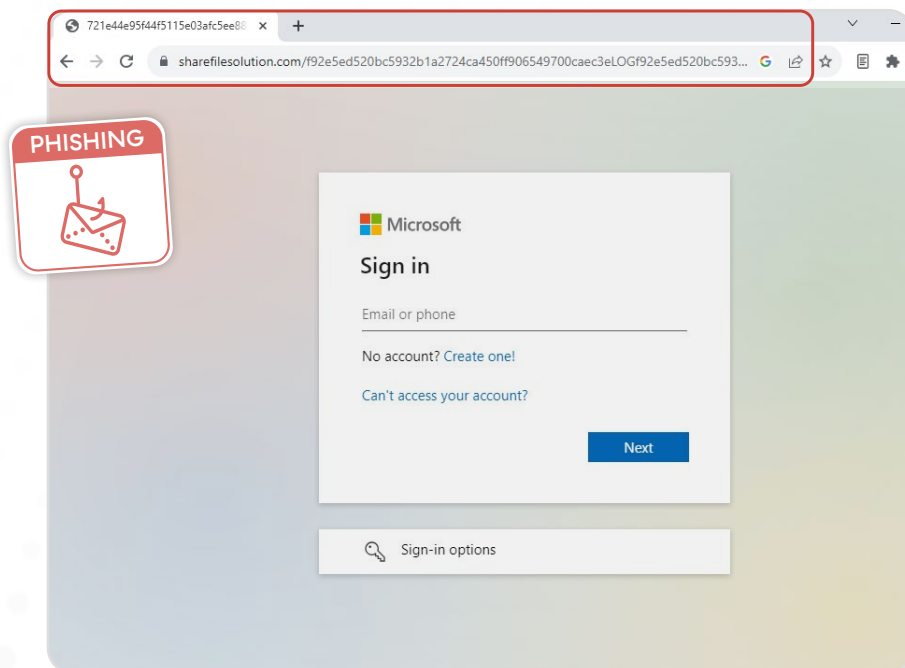 721e44e95f44f5115e03afc5ee88
sharefilesolution.com/f92e5ed520bc5932b1a2724ca450ff906549700caec3eLOGf92e5ed520bc593...
PHISHING
Microsoft
Sign in
Email or phone
No account? Create one!
Can't access your account?
Next
Sign-in options